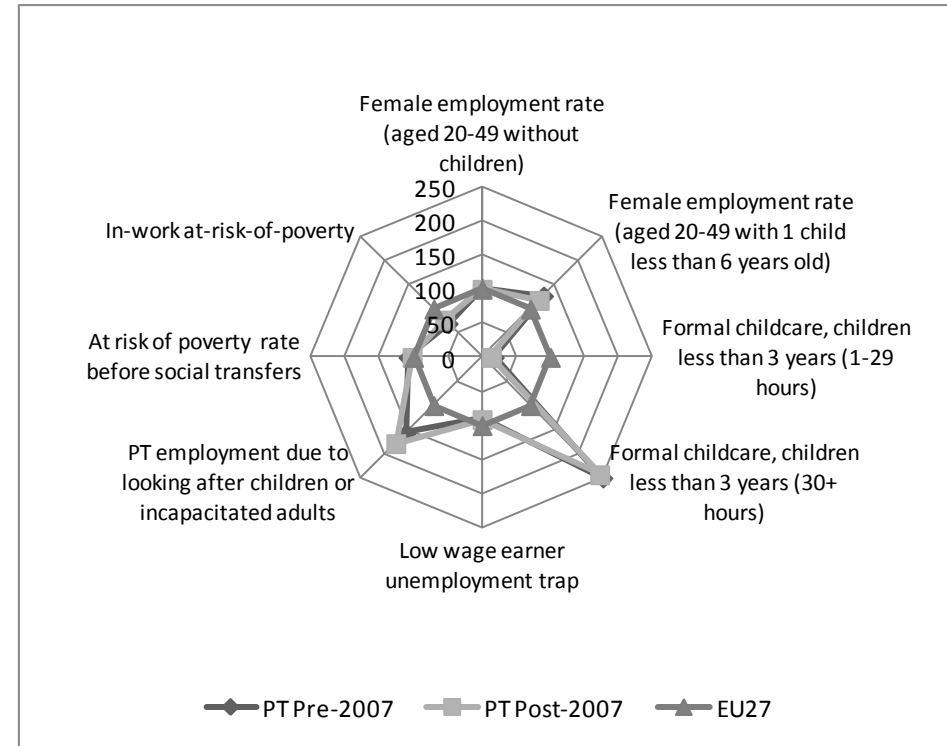 Female employment rate
(aged 20-49 without
children)
250
200
150
100
50
0
Female employment rate
(aged 20-49 with 1 child
less than 6 years old)
Formal childcare, children
less than 3 years (1-29
hours)
Formal childcare, children
less than 3 years (30+
hours)
Low wage earner
unemployment trap
PT employment due to
looking after children or
incapacitated adults
At risk of poverty rate
before social transfers
In-work at-risk-of-poverty
PT Pre-2007
PT Post-2007
EU27